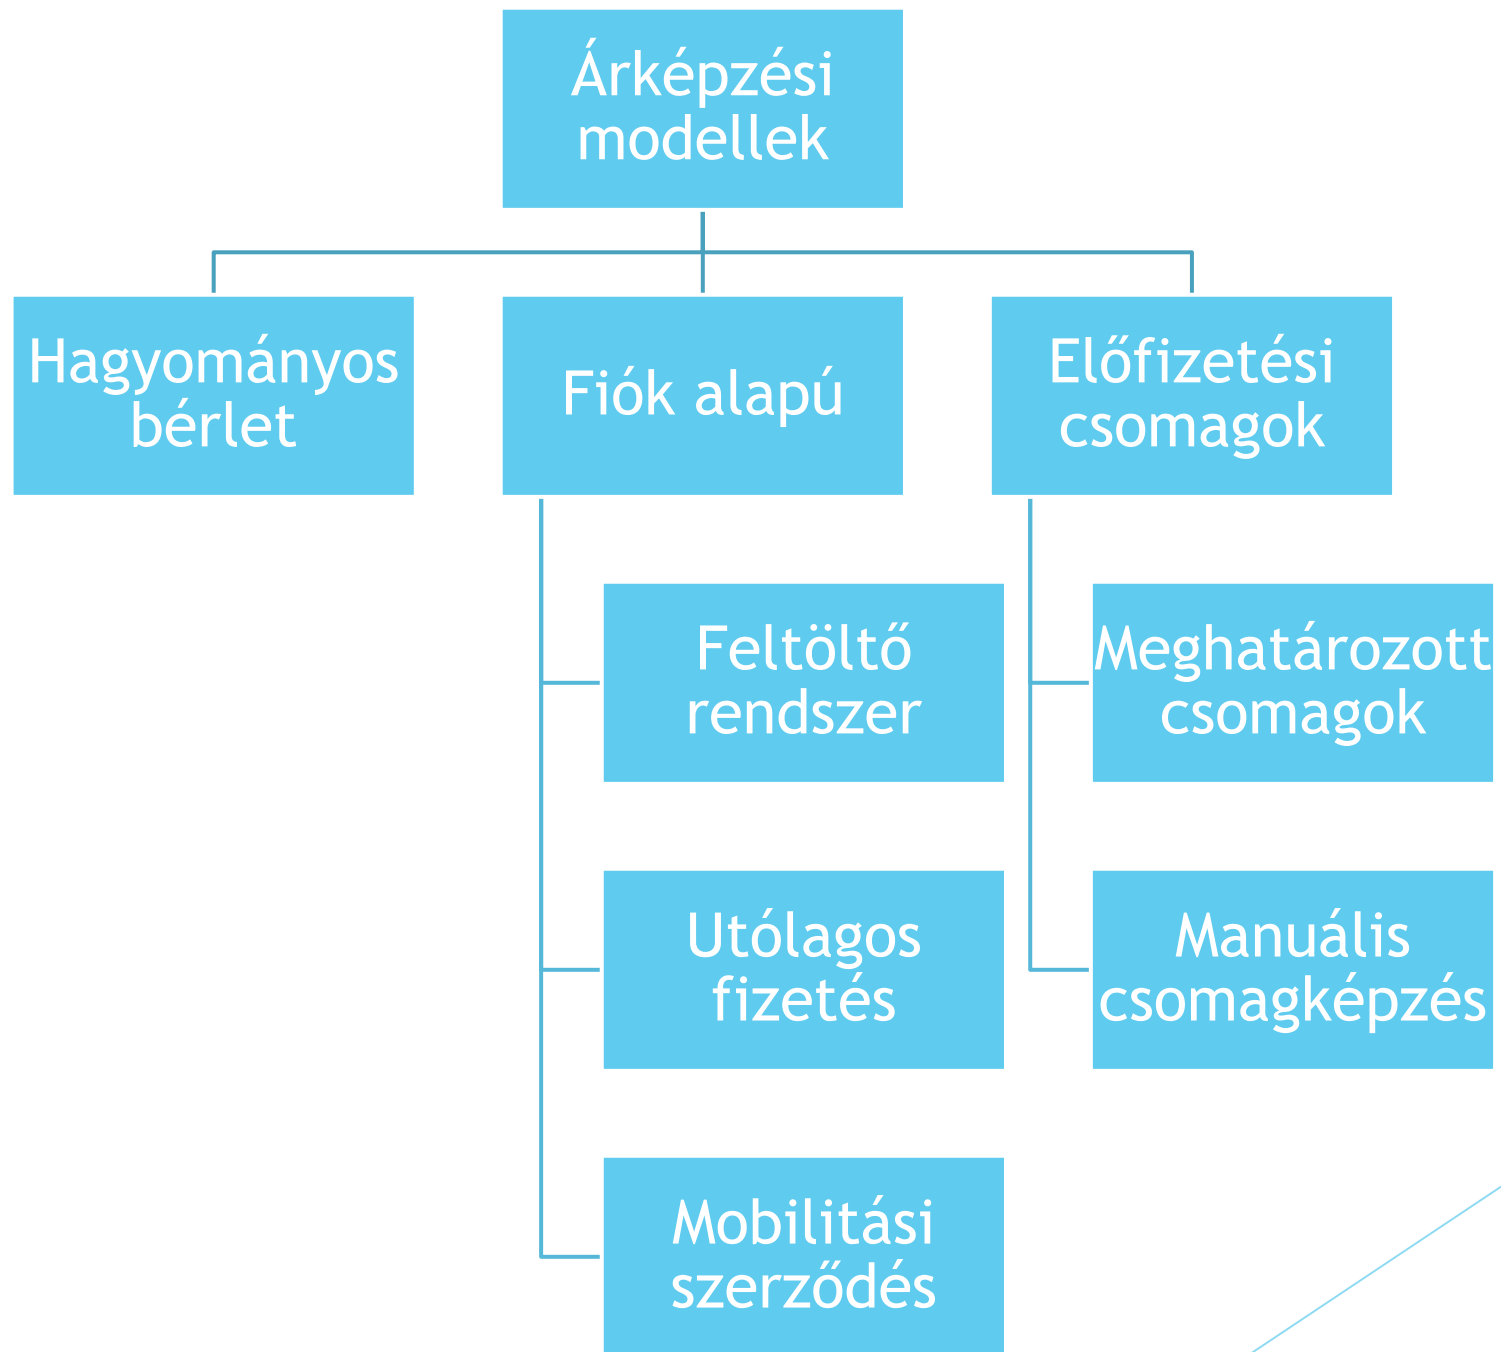 Árképzési
modellek
Hagyományos
bérlet
Fiók alapú
Előfizetési
csomagok
Feltöltő
rendszer
Meghatározott
csomagok
Utólagos
fizetés
Manuális
csomagképzés
Mobilitási
szerződés